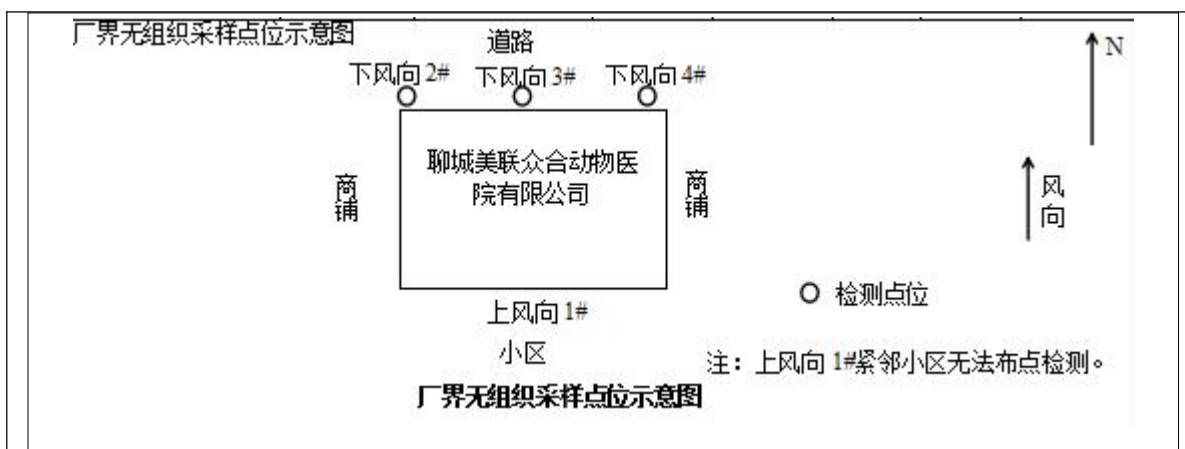 厂界无组织采样点位示意图
道路
N
下风向2# 下风向3# 下风向4#
聊城美联众合动物医
院有限公司
商铺
商铺
风向
检测点位
上风向1#
小区
注：上风向1#紧邻小区无法布点检测。
厂界无组织采样点位示意图